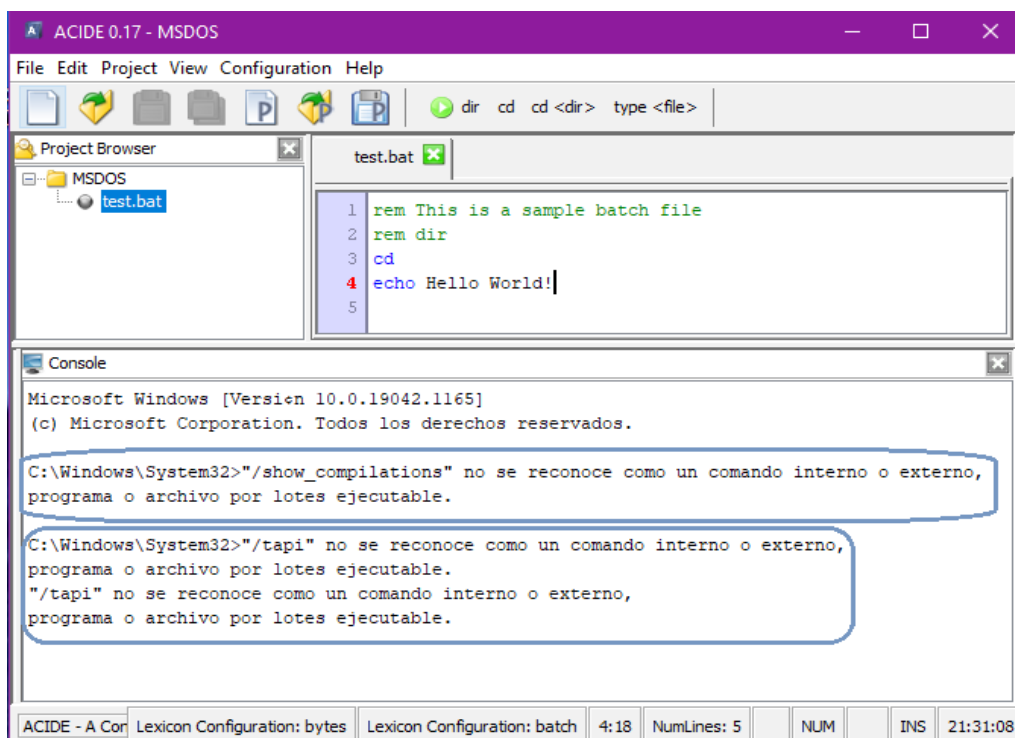 ACIDE 0.17 - MSDOS
File Edit Project View Configuration Help
dir cd cd <dir> type <file>
Project Browser
MSDOS
test.bat
test.bat
1 rem This is a sample batch file
2 rem dir
3 cd
4 echo Hello World!
5
Console
Microsoft Windows [Versi¢n 10.0.19042.1165]
(c) Microsoft Corporation. Todos los derechos reservados.
C:\Windows\System32>"/show_compilations" no se reconoce como un comando interno o externo,
programa o archivo por lotes ejecutable.
C:\Windows\System32>"/tapi" no se reconoce como un comando interno o externo,
programa o archivo por lotes ejecutable.
"/tapi" no se reconoce como un comando interno o externo,
programa o archivo por lotes ejecutable.
ACIDE - A Con Lexicon Configuration: bytes Lexicon Configuration: batch 4:18 NumLines: 5 NUM INS 21:31:08